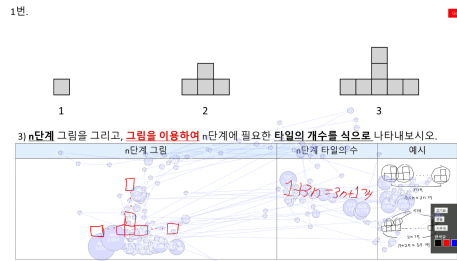 1번.
1 2 3
3) n단계 그림을 그리고, 그림을 이용하여 n단계에 필요한 타일의 개수를 식으로 나타내보시오.
n단계 그림 n단계 타일의 수 예시
1+3n=3n+1개